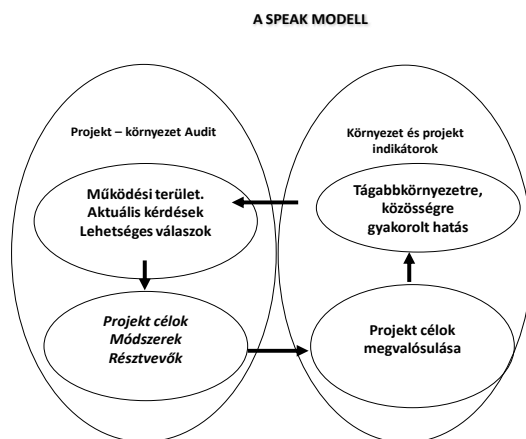 A SPEAK MODELL
Projekt – környezet Audit
Működési terület.
Aktuális kérdések
Lehetséges válaszok
Projekt célok
Módszerek
Résztvevők
Környezet és projekt
indikátorok
Tágabbkörnyezetre,
közösségre
gyakorolt hatás
Projekt célok
megvalósulása